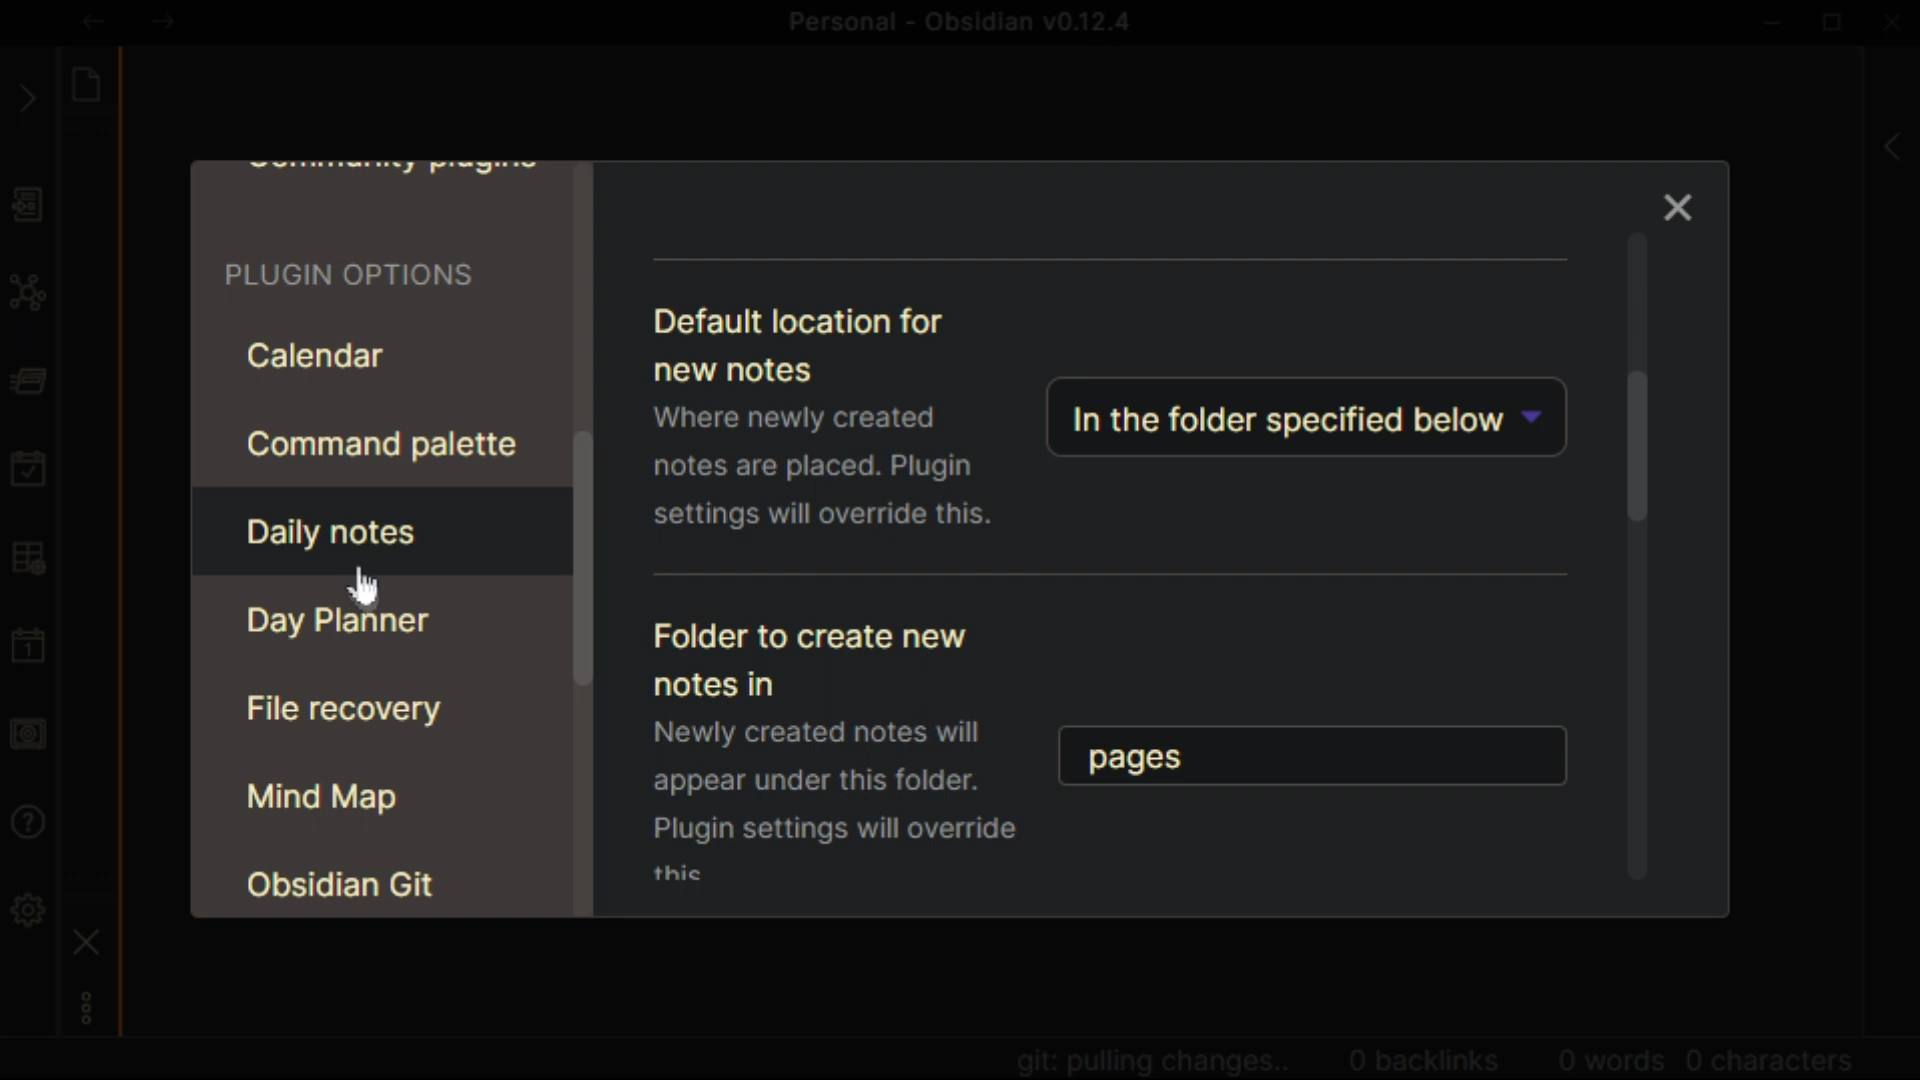 Personal - Obsidian v0.12.4
Community plugins
PLUGIN OPTIONS
Calendar
Command palette
Daily notes
Day Planner
File recovery
Mind Map
Obsidian Git
Default location for
new notes
Where newly created
notes are placed. Plugin
settings will override this.
In the folder specified below
Folder to create new
notes in
Newly created notes will
appear under this folder.
Plugin settings will override
this
pages
git: pulling changes..
0 backlinks
0 words
0 characters